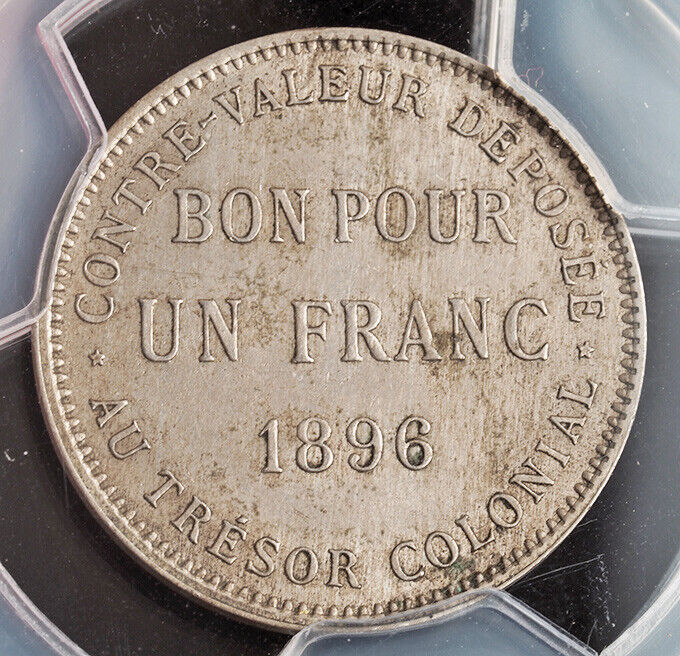 CONTRE-VALEUR DÉPOSÉE
BON POUR
UN FRANC
1896
AU TRÉSOR COLONIAL